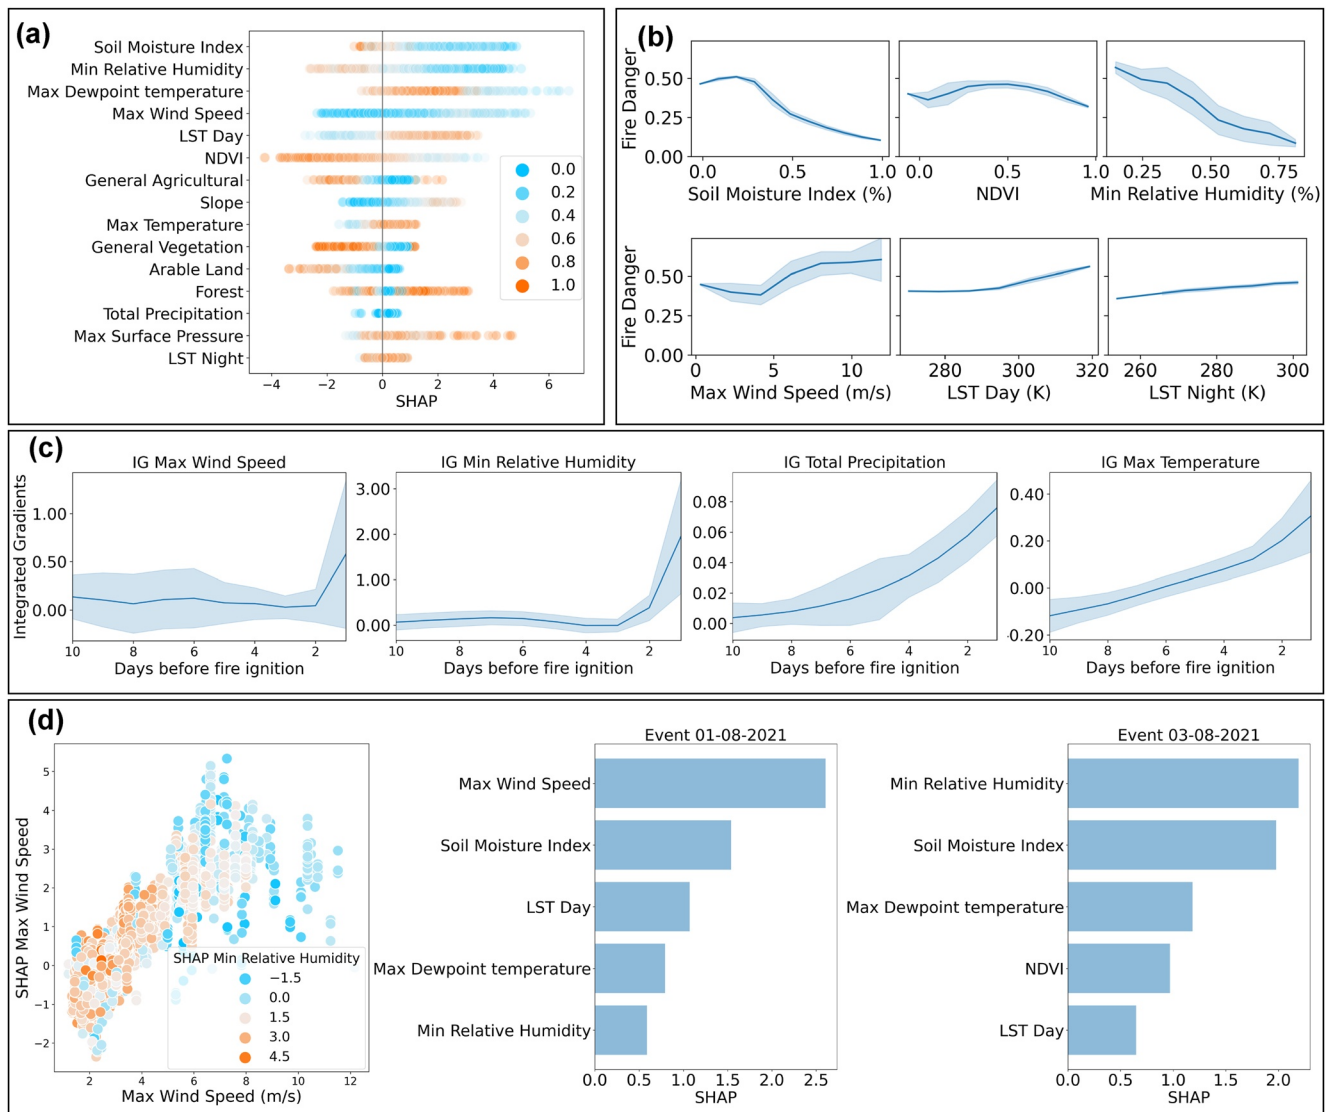 (a)
Soil Moisture Index
Min Relative Humidity
Max Dewpoint temperature
Max Wind Speed
LST Day
NDVI
General Agricultural
Slope
Max Temperature
General Vegetation
Arable Land
Forest
Total Precipitation
Max Surface Pressure
LST Night
0.0
0.2
0.4
0.6
0.8
1.0
−4 −2 0 2 4 6
SHAP
(b)
Fire Danger
0.50
0.25
0.00
0.0 0.5 1.0
Soil Moisture Index (%)
0.0 0.5 1.0
NDVI
0.25 0.50 0.75
Min Relative Humidity (%)
Fire Danger
0.50
0.25
0.00
0 5 10
Max Wind Speed (m/s)
280 300 320
LST Day (K)
260 280 300
LST Night (K)
(c)
Integrated Gradients
IG Max Wind Speed
1.00
0.50
0.00
10 8 6 4 2
Days before fire ignition
IG Min Relative Humidity
3.00
2.00
1.00
0.00
10 8 6 4 2
Days before fire ignition
IG Total Precipitation
0.08
0.06
0.04
0.02
0.00
10 8 6 4 2
Days before fire ignition
IG Max Temperature
0.40
0.20
0.00
-0.20
10 8 6 4 2
Days before fire ignition
(d)
SHAP Max Wind Speed
5
4
3
2
1
0
−1
−2
SHAP Min Relative Humidity
−1.5
0.0
1.5
3.0
4.5
2 4 6 8 10 12
Max Wind Speed (m/s)
Event 01-08-2021
Max Wind Speed
Soil Moisture Index
LST Day
Max Dewpoint temperature
Min Relative Humidity
0.0 0.5 1.0 1.5 2.0 2.5
SHAP
Event 03-08-2021
Min Relative Humidity
Soil Moisture Index
Max Dewpoint temperature
NDVI
LST Day
0.0 0.5 1.0 1.5 2.0
SHAP